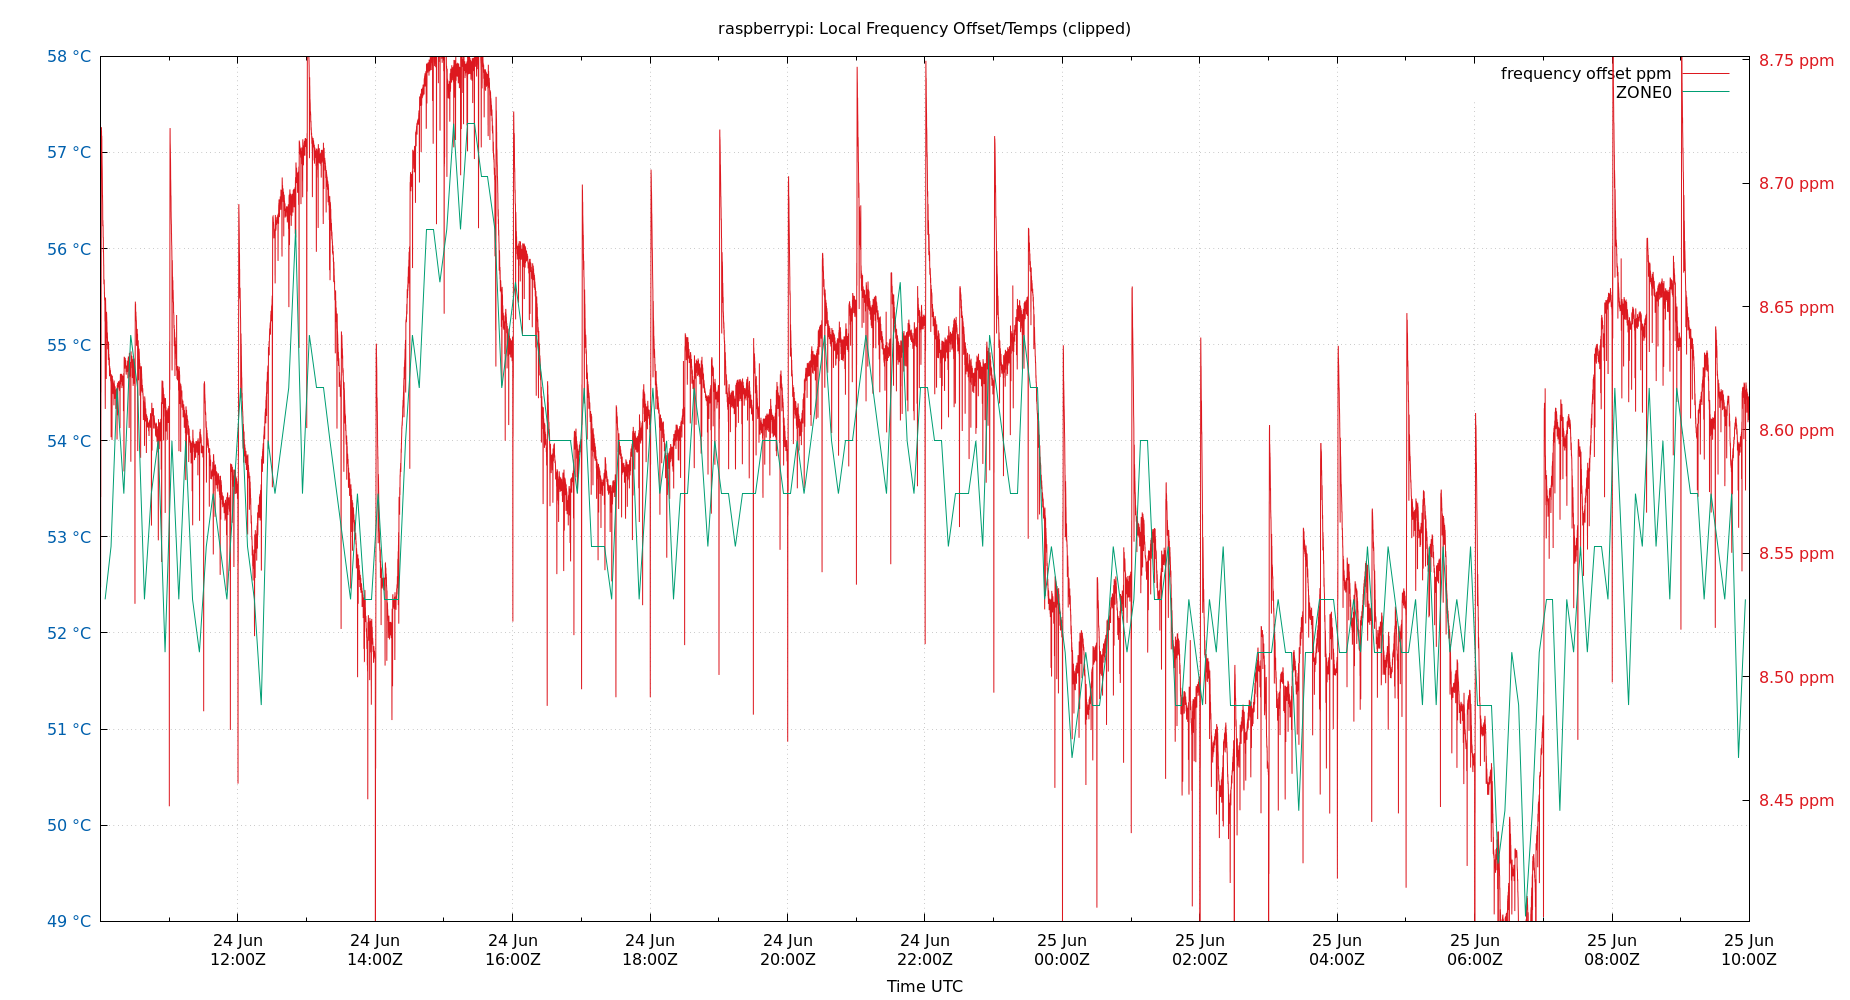 raspberrypi: Local Frequency Offset/Temps (clipped)
58 °C
57 °C
56 °C
55 °C
54 °C
53 °C
52 °C
51 °C
50 °C
49 °C
frequency offset ppm
ZONE0
8.75 ppm
8.70 ppm
8.65 ppm
8.60 ppm
8.55 ppm
8.50 ppm
8.45 ppm
24 Jun 24 Jun 24 Jun 24 Jun 24 Jun 24 Jun 25 Jun 25 Jun 25 Jun 25 Jun 25 Jun 25 Jun
12:00Z 14:00Z 16:00Z 18:00Z 20:00Z 22:00Z 00:00Z 02:00Z 04:00Z 06:00Z 08:00Z 10:00Z
Time UTC